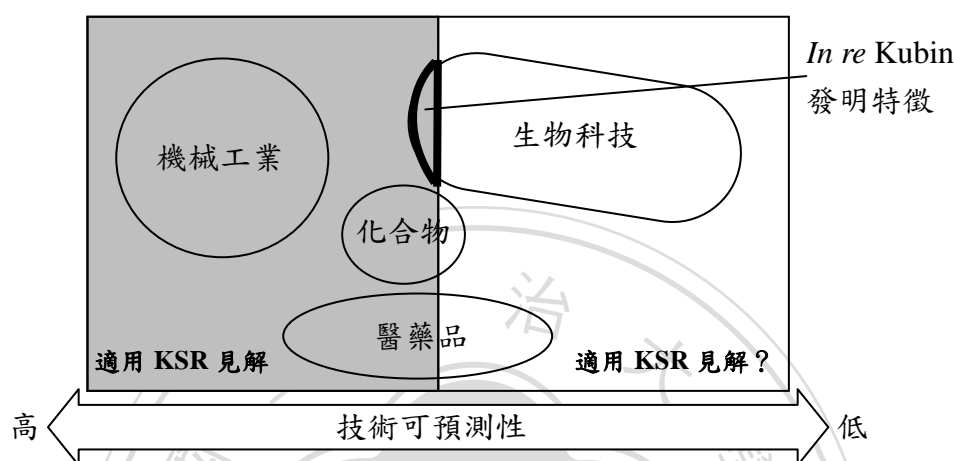 In re Kubin
發明特徵
機械工業
生物科技
化合物
醫藥品
適用 KSR 見解
適用 KSR 見解？
高
技術可預測性
低
治
大